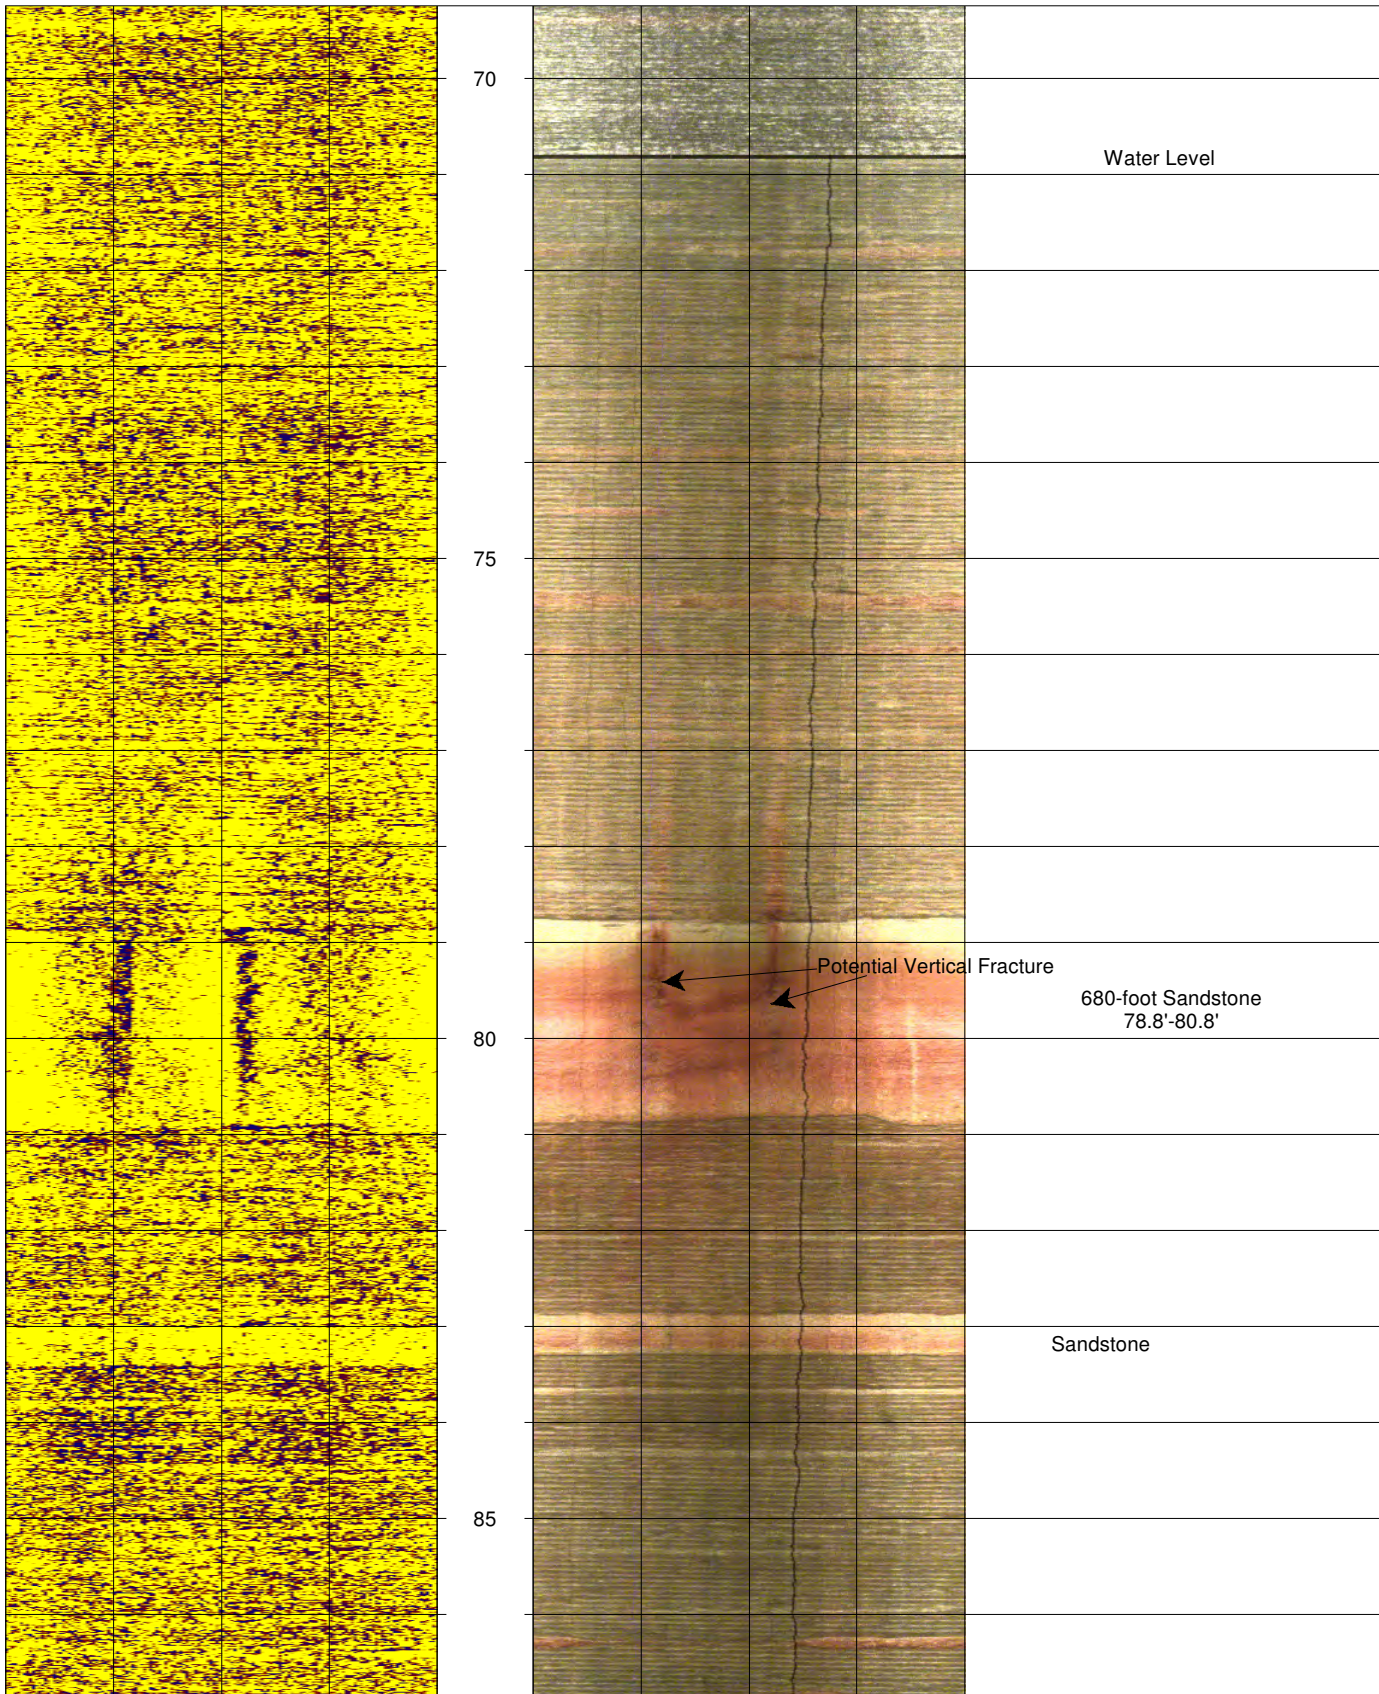 70
Water Level
75
Potential Vertical Fracture
680-foot Sandstone
78.8'-80.8'
80
Sandstone
85